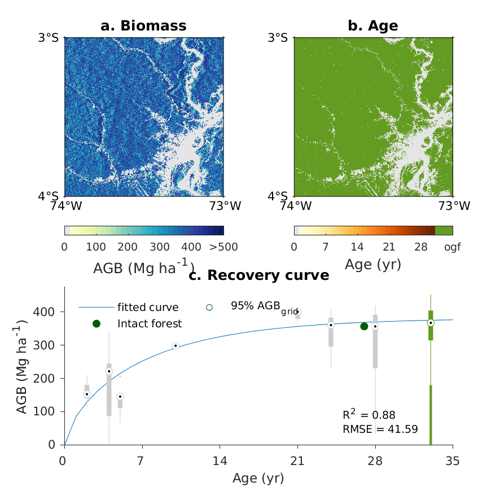 a. Biomass
b. Age
3°S
3°S
4°S
4°S
74°W
73°W
74°W
73°W
0 100 200 300 400 >500
AGB (Mg ha⁻¹)
0 7 14 21 28 ogf
Age (yr)
c. Recovery curve
400
300
200
100
0
AGB (Mg ha⁻¹)
fitted curve
95% AGB_grid
Intact forest
R² = 0.88
RMSE = 41.59
0 7 14 21 28 35
Age (yr)